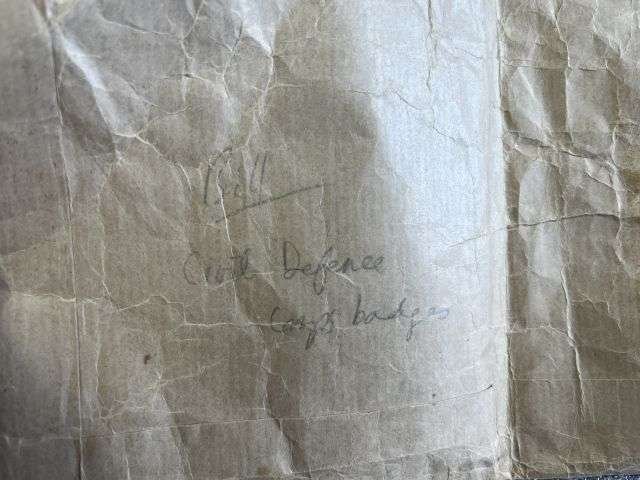 Civil Defence
Corps badges